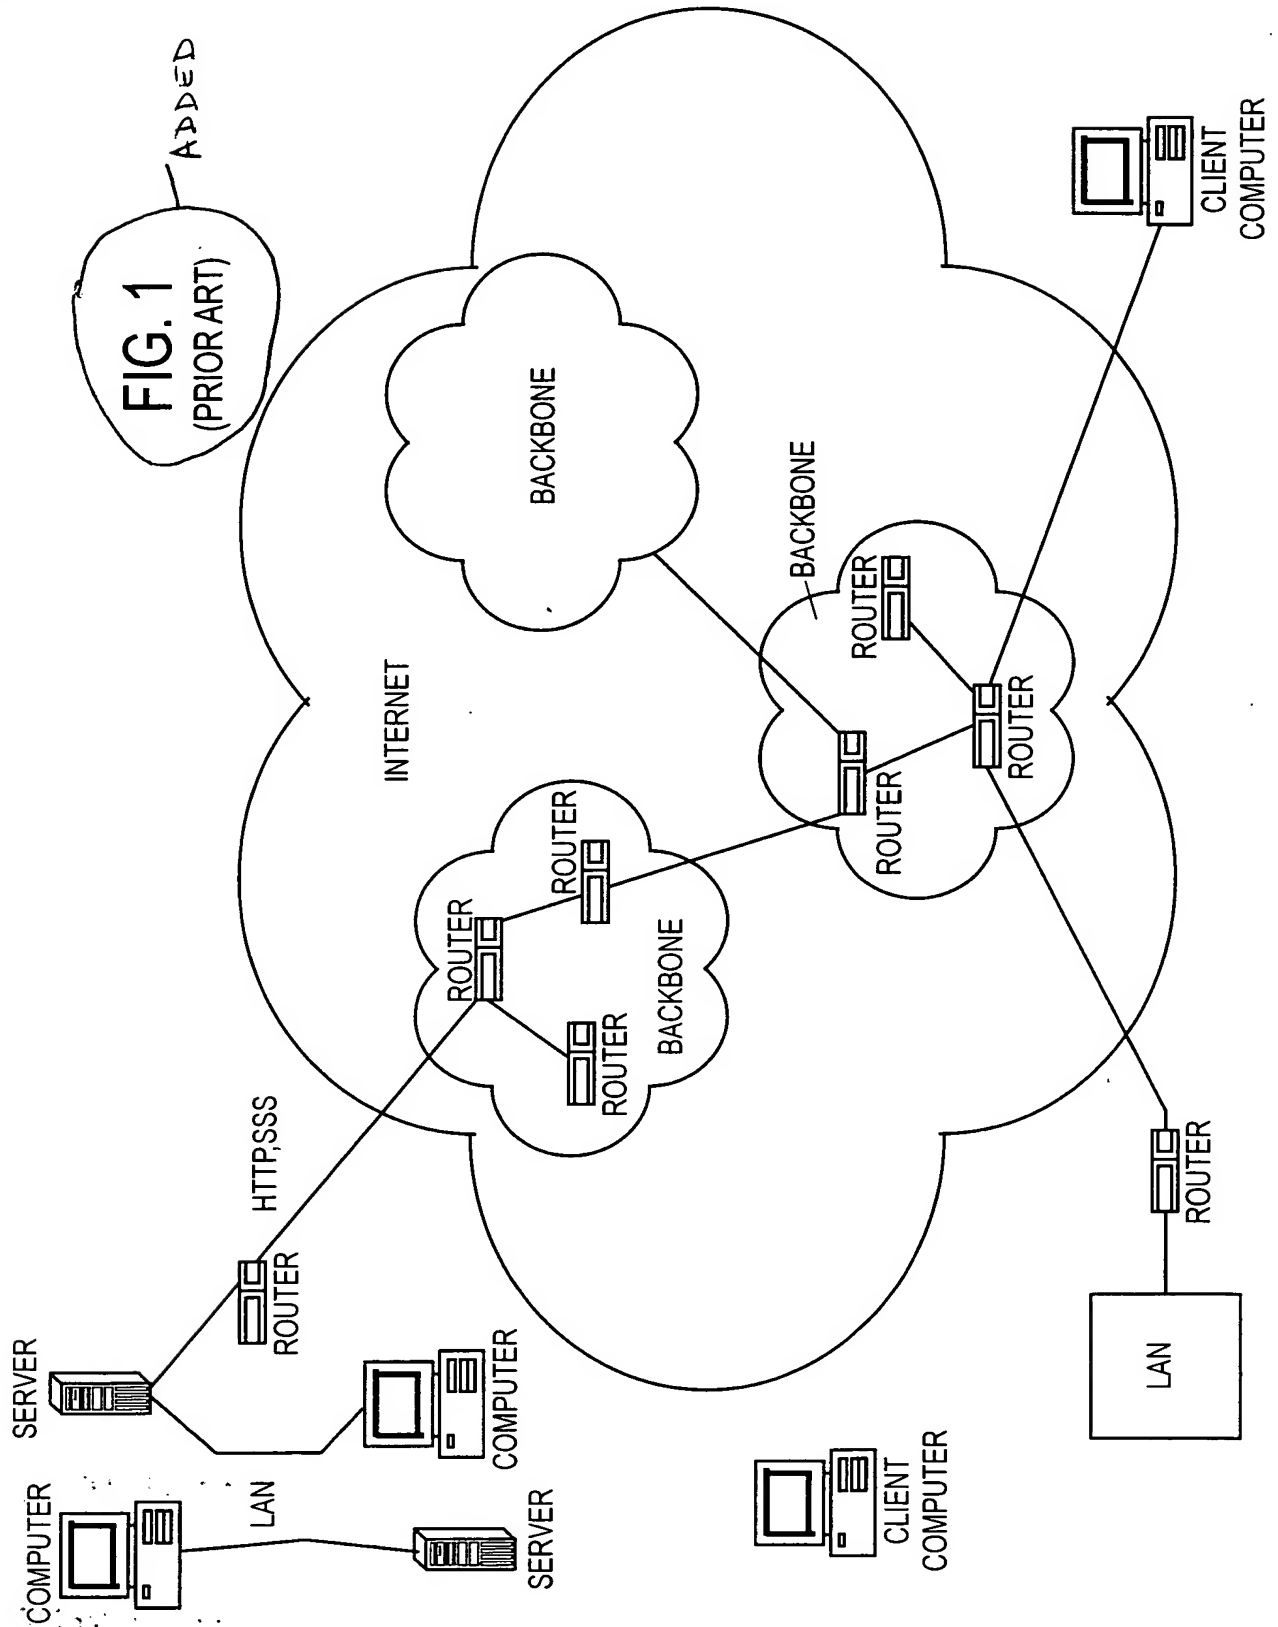 FIG. 1
(PRIOR ART)
ADDED
COMPUTER
SERVER
LAN
SERVER
COMPUTER
ROUTER
HTTP,SSS
INTERNET
ROUTER
ROUTER
ROUTER
BACKBONE
BACKBONE
BACKBONE
ROUTER
ROUTER
ROUTER
CLIENT
COMPUTER
CLIENT
COMPUTER
LAN
ROUTER